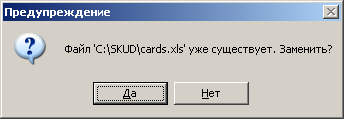 Предупреждение
Файл 'C:\SKUD\cards.xls' уже существует. Заменить?
Да
Нет